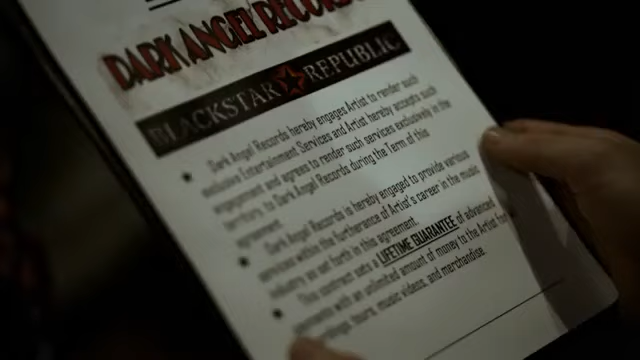 DARK ANGEL RECORDS
BLACKSTAR REPUBLIC
Dark Angel Records hereby engages Artist to render such
exclusive Entertainment Services and Artist hereby accepts such
engagement and agrees to render such services exclusively in the
territory to Dark Angel Records during the Term of this
agreement.
Dark Angel Records is hereby engaged to provide various
services within the furtherance of Artist's career in the music
industry as set forth in this agreement.
This contract sets a LIFETIME GUARANTEE of advanced
payments with an unlimited amount of money to the Artist for
tours, music videos, and merchandise.